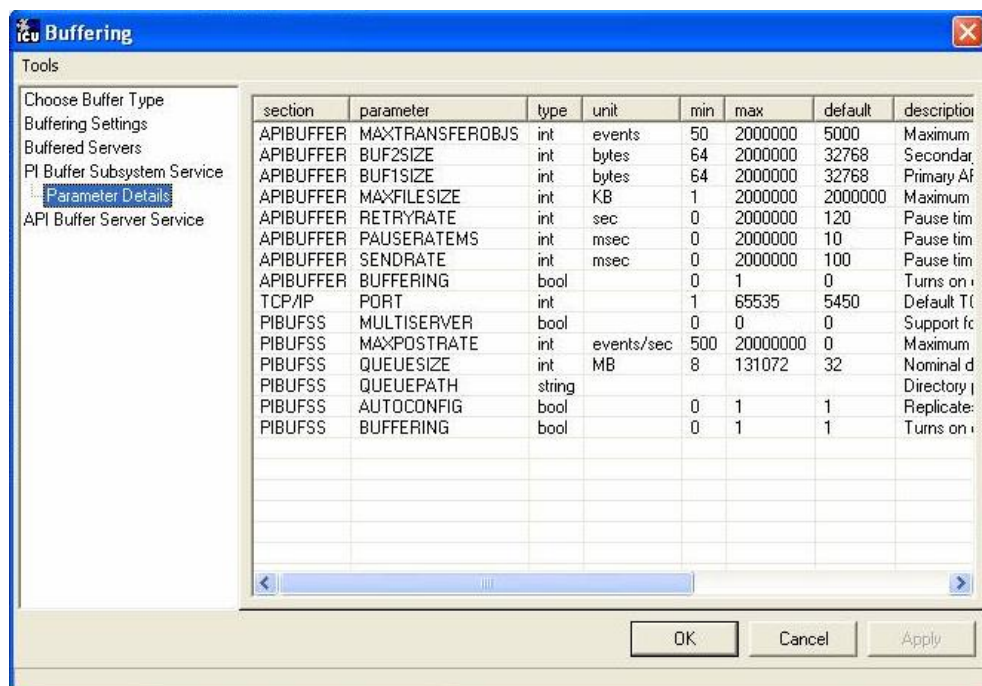 ICU Buffering
Tools
Choose Buffer Type
Buffering Settings
Buffered Servers
PI Buffer Subsystem Service
Parameter Details
API Buffer Server Service
section parameter type unit min max default description
APIBUFFER MAXTRANSFEROBJS int events 50 2000000 5000 Maximum
APIBUFFER BUF2SIZE int bytes 64 2000000 32768 Secondar
APIBUFFER BUF1SIZE int bytes 64 2000000 32768 Primary AF
APIBUFFER MAXFILESIZE int KB 1 2000000 2000000 Maximum
APIBUFFER RETRYRATE int sec 0 2000000 120 Pause tim
APIBUFFER PAUSERATEMS int msec 0 2000000 10 Pause tim
APIBUFFER SENDRATE int msec 0 2000000 100 Pause tim
APIBUFFER BUFFERING bool 0 1 0 Turns on
TCP/IP PORT int 1 65535 5450 Default
PIBUFSS MULTISERVER bool 0 0 0 Support fo
PIBUFSS MAXPOSTRATE int events/sec 500 20000000 0 Maximum
PIBUFSS QUEUESIZE int MB 8 131072 32 Nominal d
PIBUFSS QUEUEPATH string Directory
PIBUFSS AUTOCONFIG bool 0 1 1 Replicate
PIBUFSS BUFFERING bool 0 1 1 Turns on
OK Cancel Apply